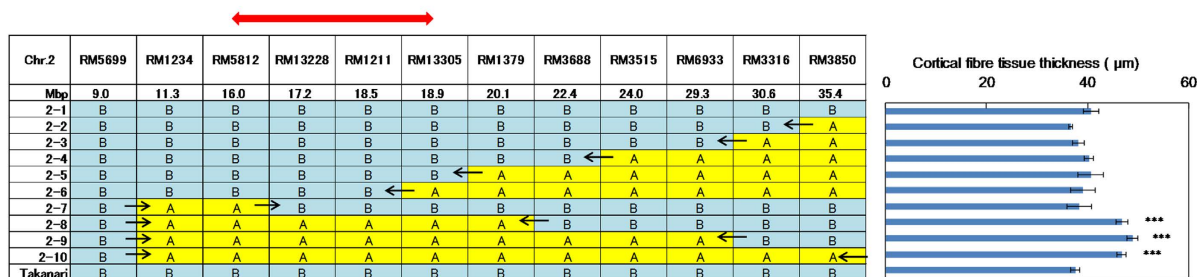 Chr.2 RM5699 RM1234 RM5812 RM13228 RM1211 RM13305 RM1379 RM3688 RM3515 RM6933 RM3316 RM3850
Cortical fibre tissue thickness ( μm)
0 20 40 60
Mbp 9.0 11.3 16.0 17.2 18.5 18.9 20.1 22.4 24.0 29.3 30.6 35.4
2-1 B B B B B B B B B B B B
2-2 B B B B B B B B B B B A
2-3 B B B B B B B B B B A A
2-4 B B B B B B B B A A A A
2-5 B B B B B B A A A A A A
2-6 B B B B B A A A A A A A
2-7 B A A B B B B B B B B B
2-8 B A A A A A A B B B B B ***
2-9 B A A A A A A A A A B B ***
2-10 B A A A A A A A A A A A ***
Takanari B B B B B B B B B B B B